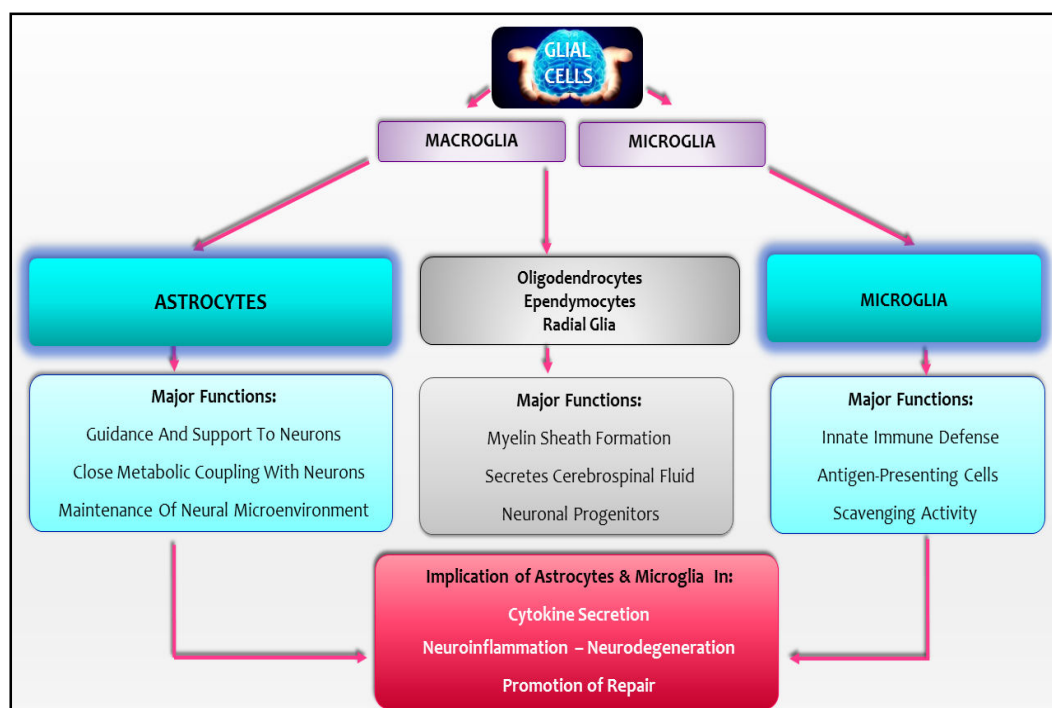 GLIAL
CELLS
MACROGLIA
MICROGLIA
ASTROCYTES
Oligodendrocytes
Ependymocytes
Radial Glia
MICROGLIA
Major Functions:
Guidance And Support To Neurons
Close Metabolic Coupling With Neurons
Maintenance Of Neural Microenvironment
Major Functions:
Myelin Sheath Formation
Secretes Cerebrospinal Fluid
Neuronal Progenitors
Major Functions:
Innate Immune Defense
Antigen-Presenting Cells
Scavenging Activity
Implication of Astrocytes & Microglia In:
Cytokine Secretion
Neuroinflammation – Neurodegeneration
Promotion of Repair